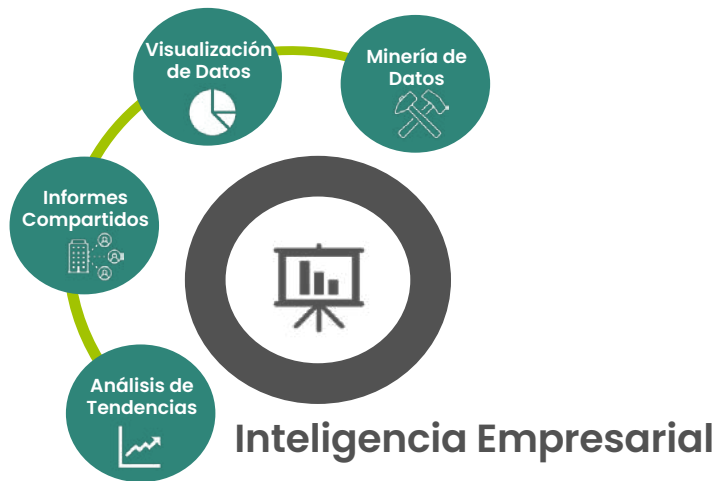 Visualización
de Datos
Minería de
Datos
Informes
Compartidos
Análisis de
Tendencias
Inteligencia Empresarial